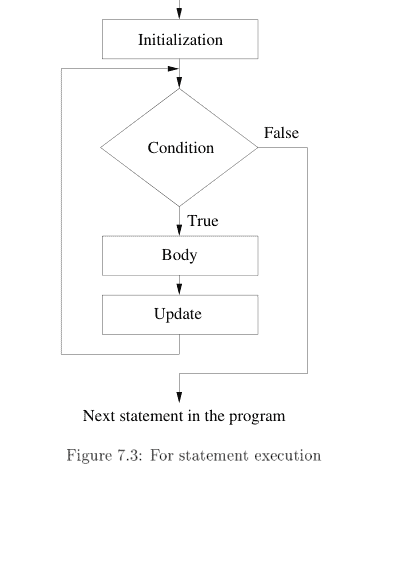 Initialization
False
Condition
True
Body
Update
Next statement in the program
Figure 7.3: For statement execution